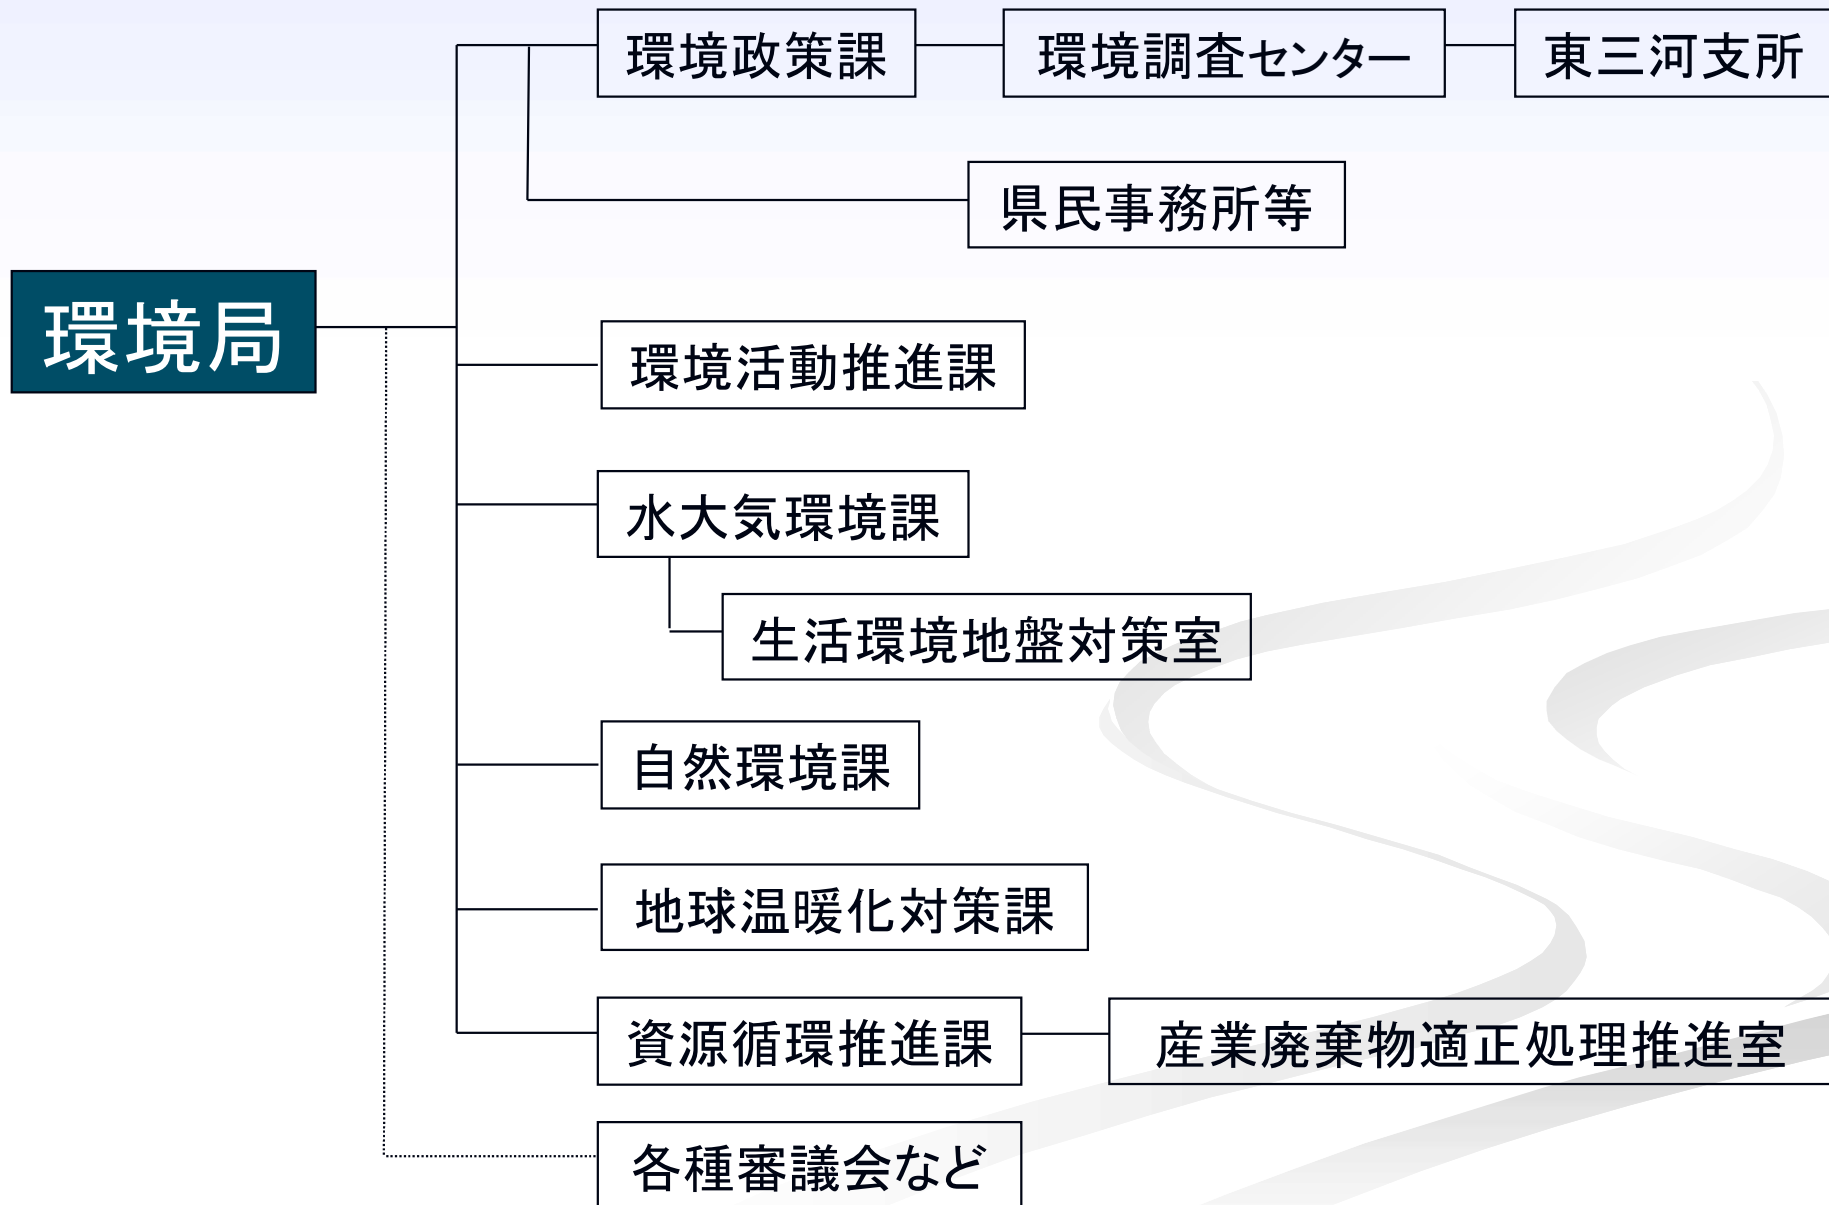 環境政策課
環境調査センター
東三河支所
県民事務所等
環境局
環境活動推進課
水大気環境課
生活環境地盤対策室
自然環境課
地球温暖化対策課
資源循環推進課
産業廃棄物適正処理推進室
各種審議会など